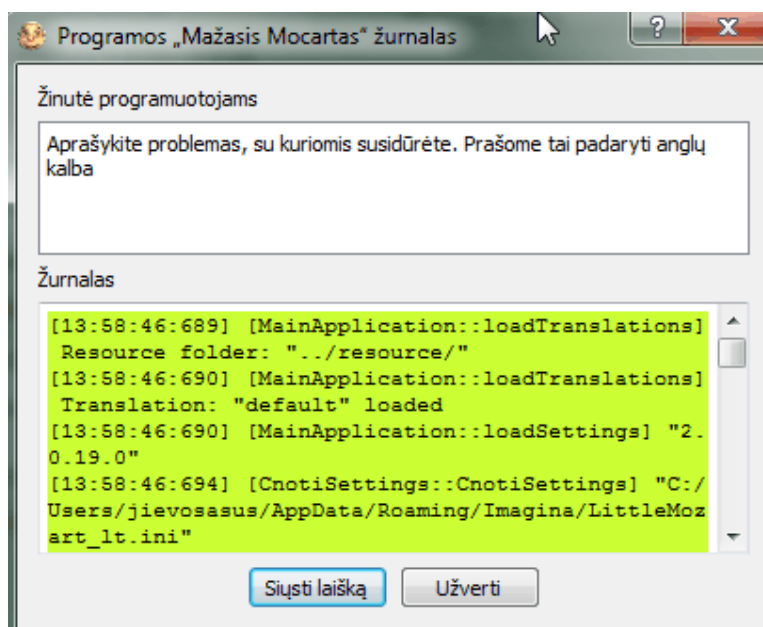 Programos „Mažasis Mocartas“ žurnalas
?
x
Žinutė programuotojams
Aprašykite problemas, su kuriomis susidūrėte. Prašome tai padaryti anglų
kalba
Žurnalas
[13:58:46:689] [MainApplication::loadTranslations]
Resource folder: "../resource/"
[13:58:46:690] [MainApplication::loadTranslations]
Translation: "default" loaded
[13:58:46:690] [MainApplication::loadSettings] "2.
0.19.0"
[13:58:46:694] [CnotiSettings::CnotiSettings] "C:/
Users/jievosasus/AppData/Roaming/Imagina/LittleMoz
art_lt.ini"
Siųsti laišką Užverti